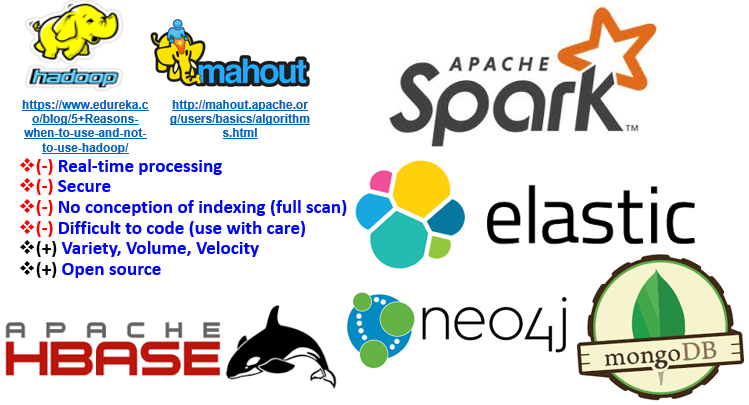 hadoop
mahout
https://www.edureka.c
o/blog/5+Reasons-
when-to-use-and-not-
to-use-hadoop/
http://mahout.apache.or
g/users/basics/algorithm
s.html
APACHE
Spark™
❖(-) Real-time processing
❖(-) Secure
❖(-) No conception of indexing (full scan)
❖(-) Difficult to code (use with care)
❖(+) Variety, Volume, Velocity
❖(+) Open source
elastic
APACHE
HBASE
neo4j
mongoDB